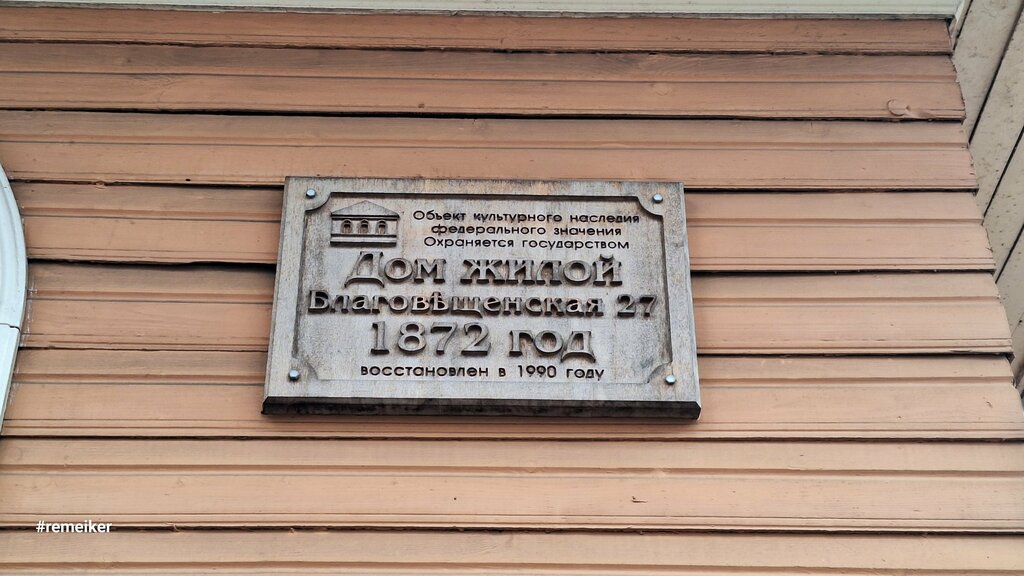 Объект культурного наследия
федерального значения
Охраняется государством
Дом жилой
Благовѣщенская 27
1872 год
восстановлен в 1990 году
#remeiker